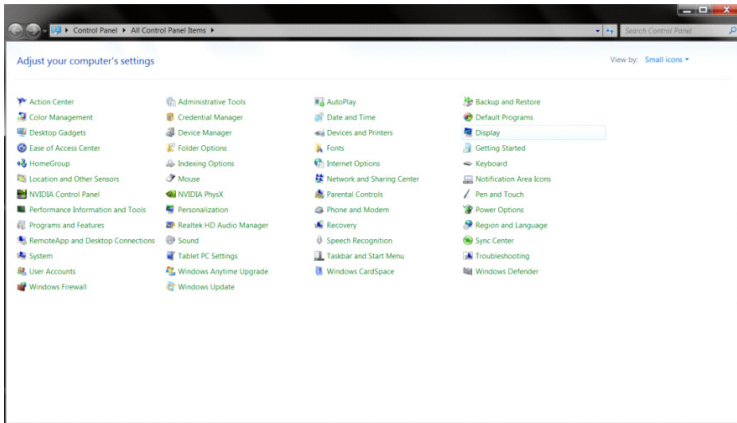 Control Panel ▸ All Control Panel Items ▸ Search Control Panel
Adjust your computer's settings View by: Small icons
Action Center Administrative Tools AutoPlay Backup and Restore
Color Management Credential Manager Date and Time Default Programs
Desktop Gadgets Device Manager Devices and Printers Display
Ease of Access Center Folder Options Fonts Getting Started
HomeGroup Indexing Options Internet Options Keyboard
Location and Other Sensors Mouse Network and Sharing Center Notification Area Icons
NVIDIA Control Panel NVIDIA PhysX Parental Controls Pen and Touch
Performance Information and Tools Personalization Phone and Modem Power Options
Programs and Features Realtek HD Audio Manager Recovery Region and Language
RemoteApp and Desktop Connections Sound Speech Recognition Sync Center
System Tablet PC Settings Taskbar and Start Menu Troubleshooting
User Accounts Windows Anytime Upgrade Windows CardSpace Windows Defender
Windows Firewall Windows Update